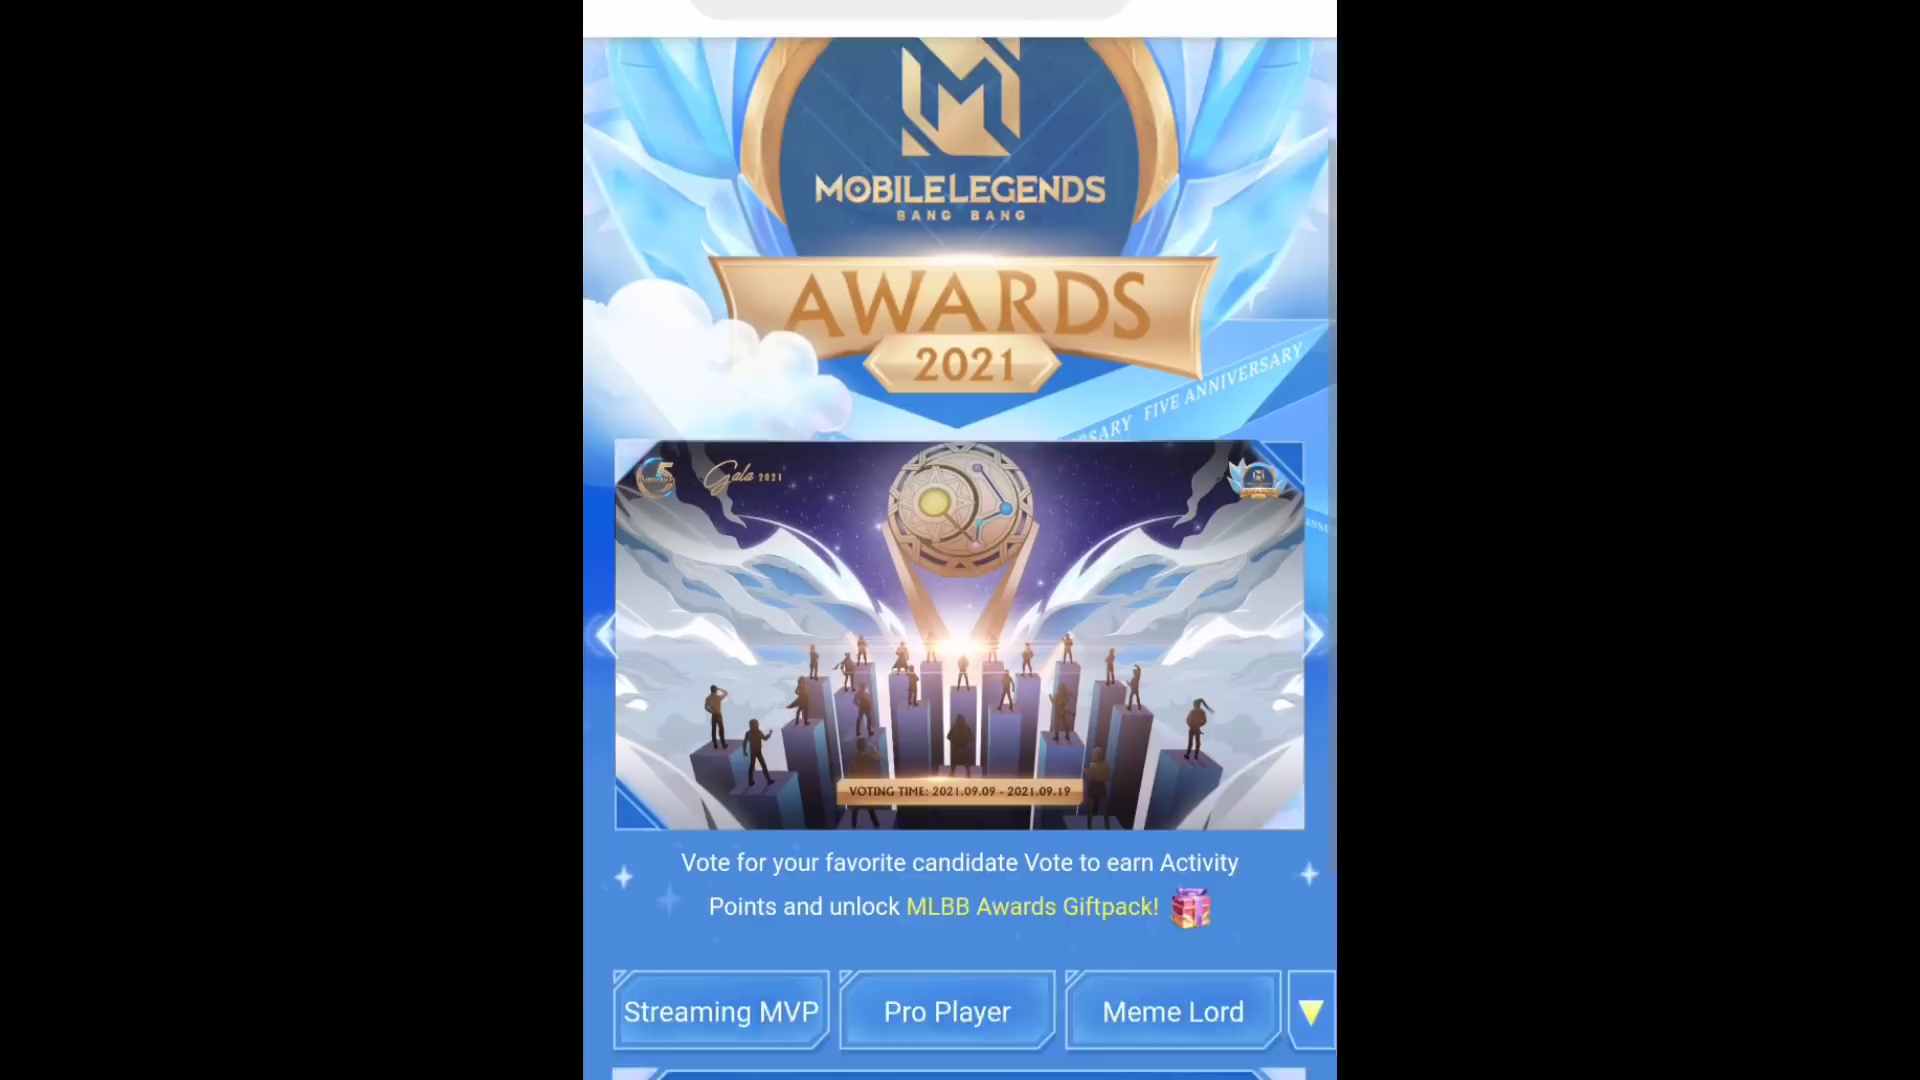 MOBILE LEGENDS
BANG BANG
AWARDS
2021
FIVE ANNIVERSARY
5
Gala 2021
VOTING TIME: 2021.09.09 - 2021.09.19
Vote for your favorite candidate Vote to earn Activity
Points and unlock MLBB Awards Giftpack!
Streaming MVP
Pro Player
Meme Lord